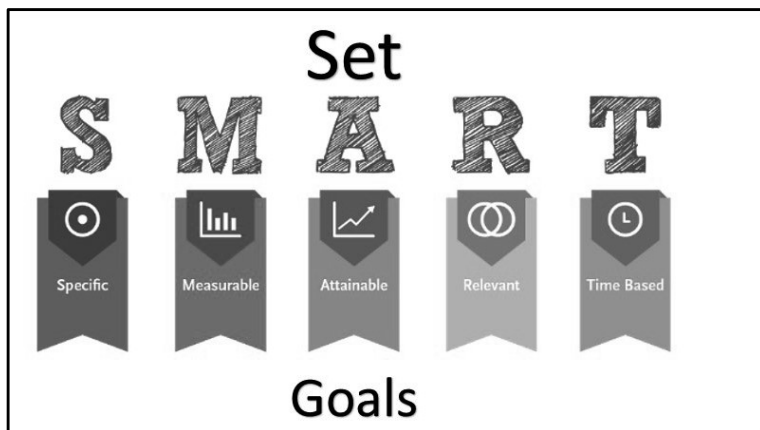 Set
S M A R T
Specific Measurable Attainable Relevant Time Based
Goals